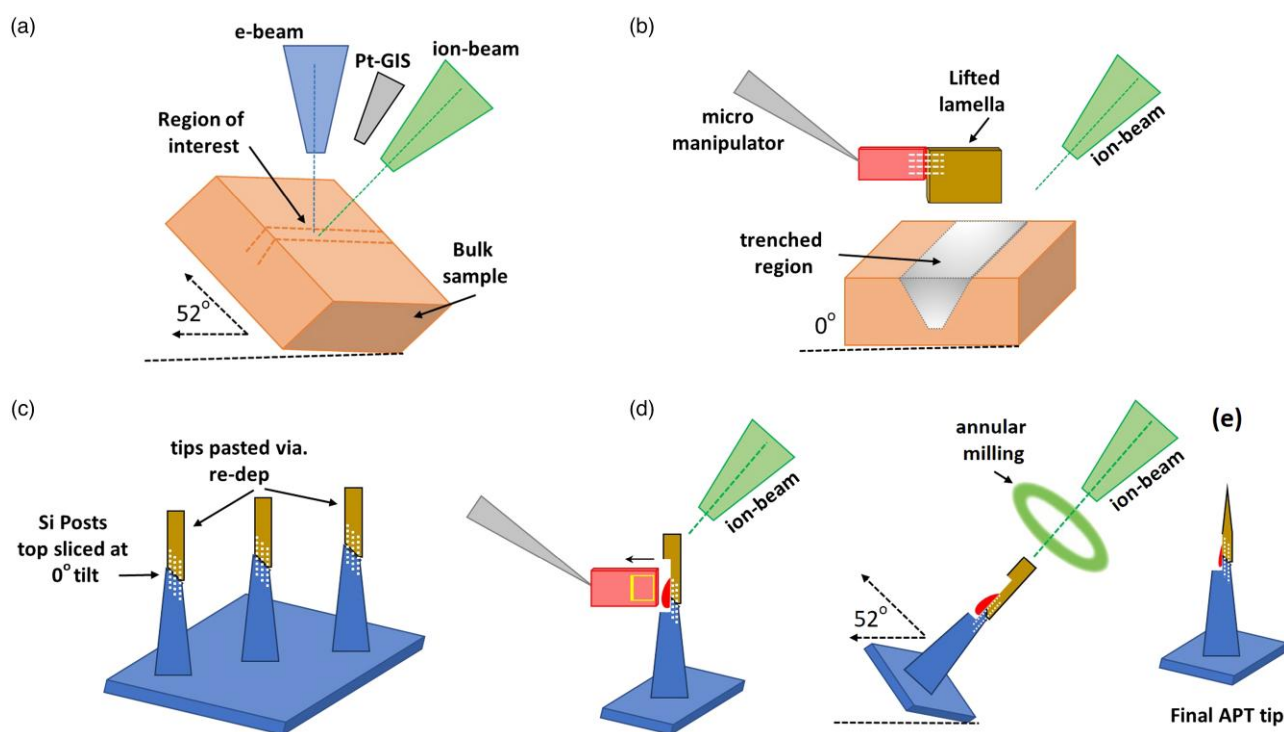 (a)
e-beam
Pt-GIS
ion-beam
Region of
interest
Bulk
sample
52°
(b)
micro
manipulator
Lifted
lamella
ion-beam
trenched
region
0°
(c)
tips pasted via.
re-dep
Si Posts
top sliced at
0° tilt
(d)
ion-beam
annular
milling
ion-beam
52°
(e)
Final APT tip